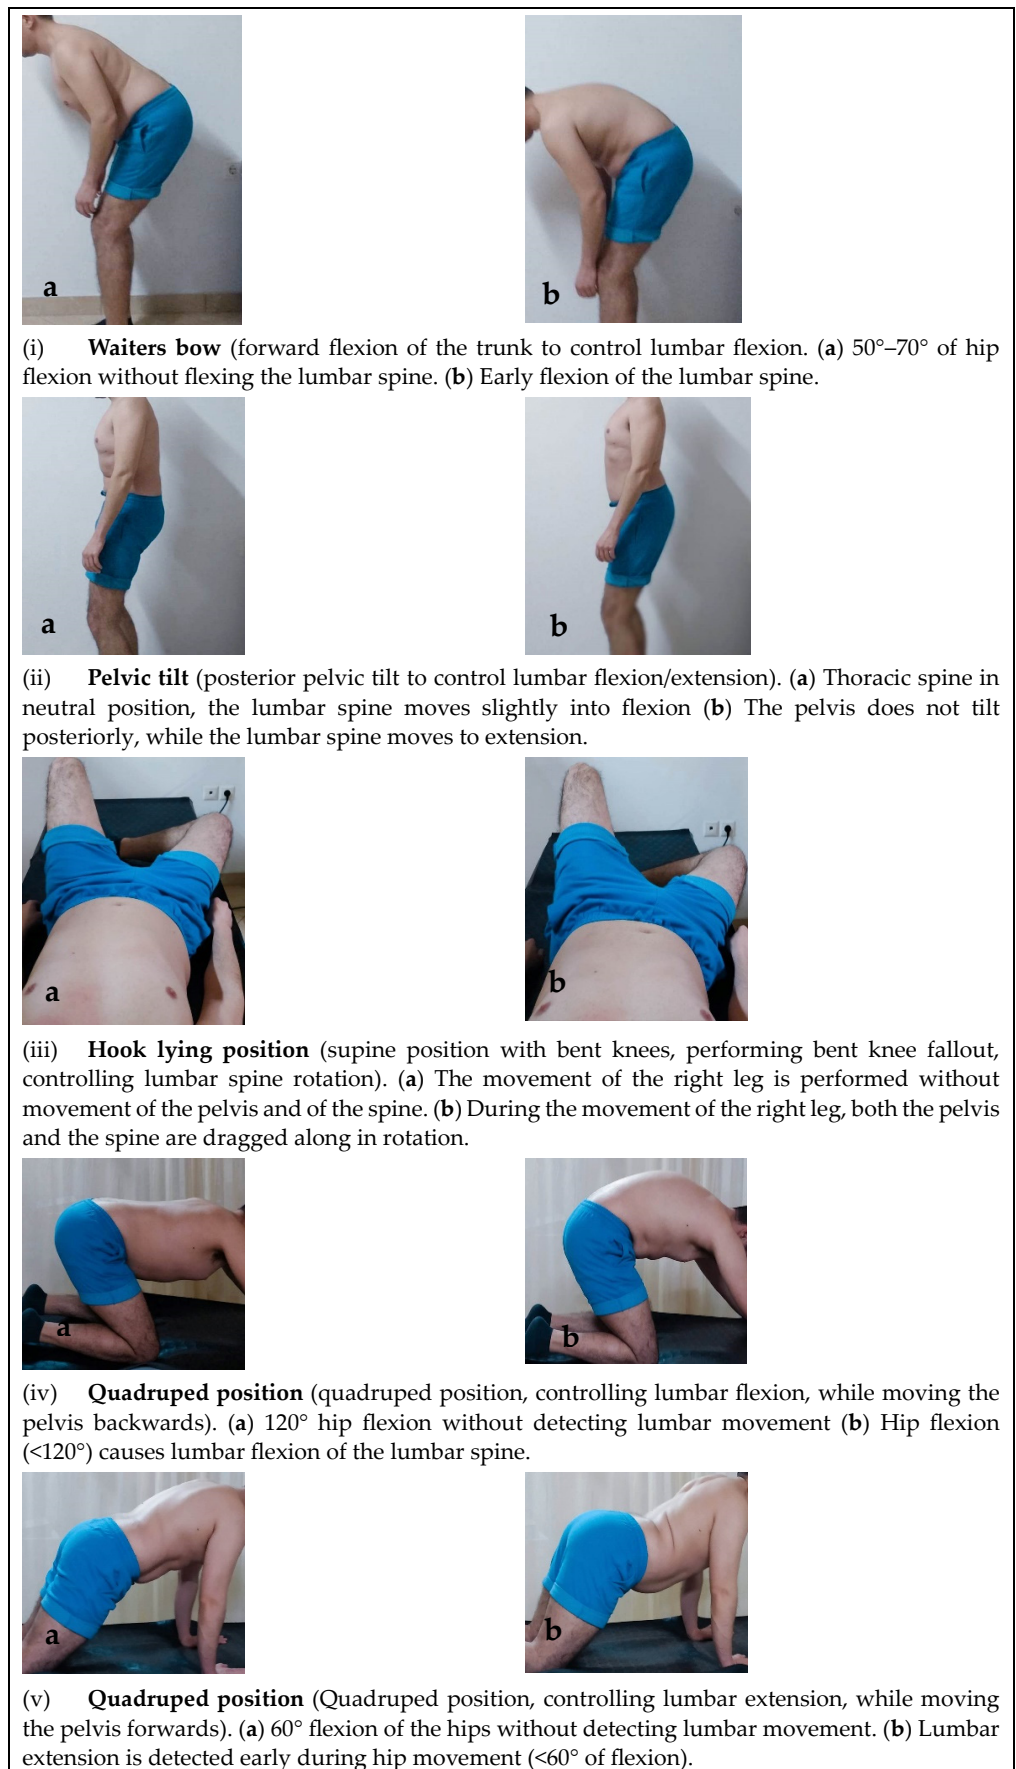 a
b
(i) Waiters bow (forward flexion of the trunk to control lumbar flexion. (a) 50°–70° of hip
flexion without flexing the lumbar spine. (b) Early flexion of the lumbar spine.
a
b
(ii) Pelvic tilt (posterior pelvic tilt to control lumbar flexion/extension). (a) Thoracic spine in
neutral position, the lumbar spine moves slightly into flexion (b) The pelvis does not tilt
posteriorly, while the lumbar spine moves to extension.
a
b
(iii) Hook lying position (supine position with bent knees, performing bent knee fallout,
controlling lumbar spine rotation). (a) The movement of the right leg is performed without
movement of the pelvis and of the spine. (b) During the movement of the right leg, both the pelvis
and the spine are dragged along in rotation.
a
b
(iv) Quadruped position (quadruped position, controlling lumbar flexion, while moving the
pelvis backwards). (a) 120° hip flexion without detecting lumbar movement (b) Hip flexion
(<120°) causes lumbar flexion of the lumbar spine.
a
b
(v) Quadruped position (Quadruped position, controlling lumbar extension, while moving
the pelvis forwards). (a) 60° flexion of the hips without detecting lumbar movement. (b) Lumbar
extension is detected early during hip movement (<60° of flexion).